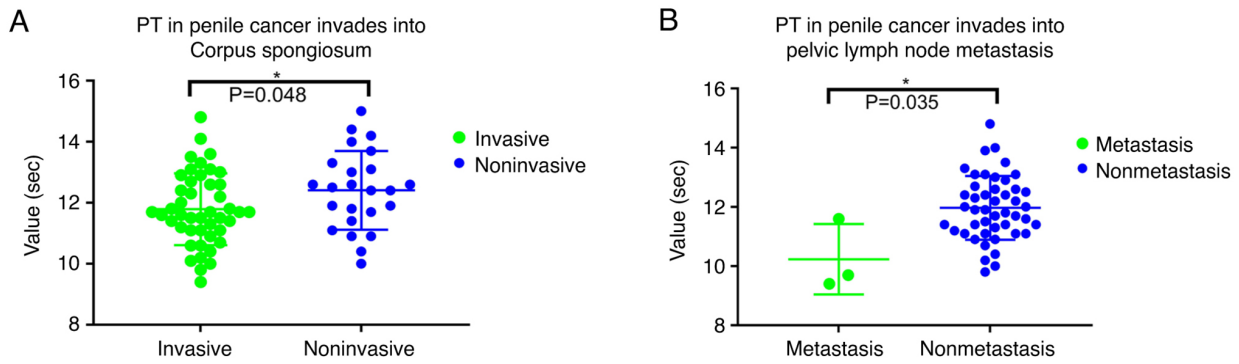 A
PT in penile cancer invades into
Corpus spongiosum
*
P=0.048
16
14
12
10
8
Value (sec)
Invasive
Noninvasive
Invasive
Noninvasive
B
PT in penile cancer invades into
pelvic lymph node metastasis
*
P=0.035
16
14
12
10
8
Value (sec)
Metastasis
Nonmetastasis
Metastasis
Nonmetastasis